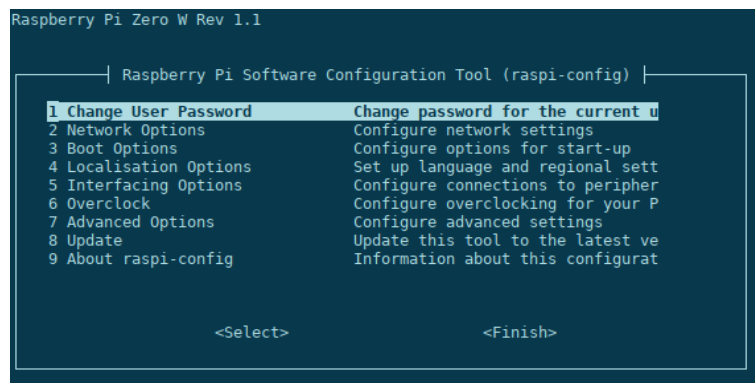 Raspberry Pi Zero W Rev 1.1
Raspberry Pi Software Configuration Tool (raspi-config)
1 Change User Password Change password for the current u
2 Network Options Configure network settings
3 Boot Options Configure options for start-up
4 Localisation Options Set up language and regional sett
5 Interfacing Options Configure connections to peripher
6 Overclock Configure overclocking for your P
7 Advanced Options Configure advanced settings
8 Update Update this tool to the latest ve
9 About raspi-config Information about this configurat
<Select> <Finish>